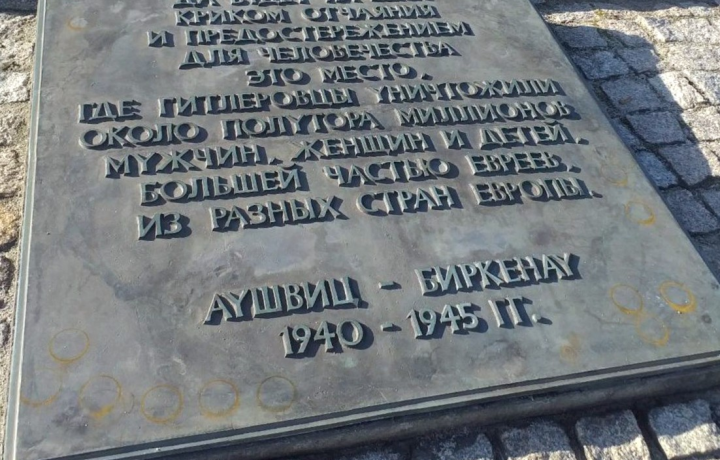 КРИКОМ ОТЧАЯНИЯ
И ПРЕДОСТЕРЕЖЕНИЕМ
ДЛЯ ЧЕЛОВЕЧЕСТВА
ЭТО МЕСТО,
ГДЕ ГИТЛЕРОВЦЫ УНИЧТОЖИЛИ
ОКОЛО ПОЛУТОРА МИЛЛИОНОВ
МУЖЧИН, ЖЕНЩИН И ДЕТЕЙ,
БОЛЬШЕЙ ЧАСТЬЮ ЕВРЕЕВ,
ИЗ РАЗНЫХ СТРАН ЕВРОПЫ.
АУШВИЦ - БИРКЕНАУ
1940 - 1945 ГГ.